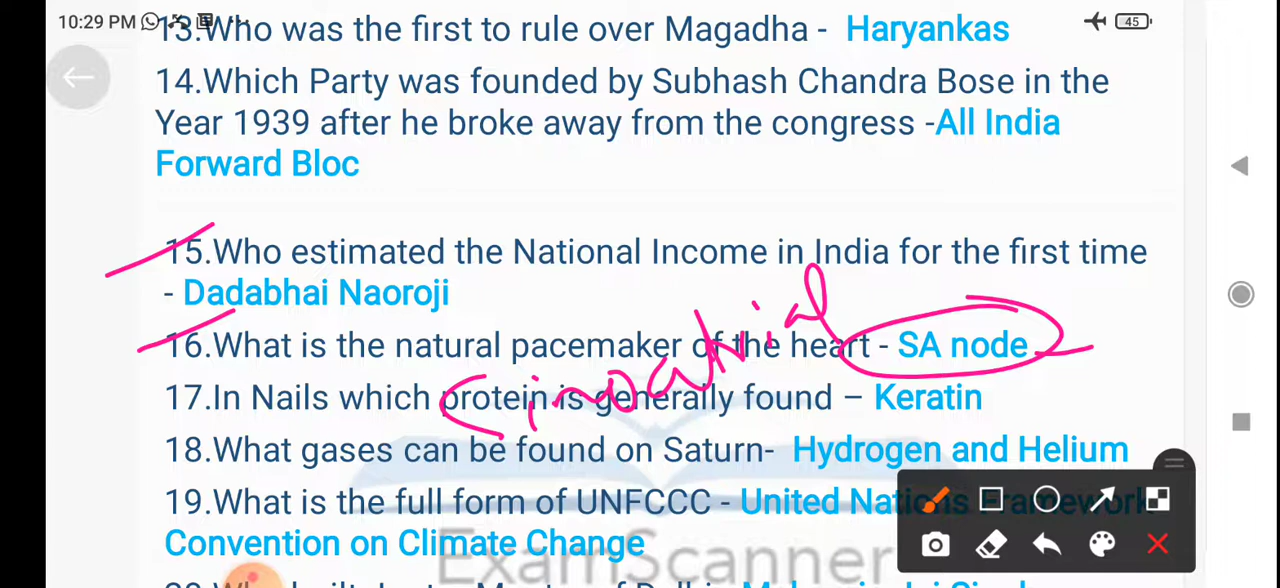 10:29 PM
45
13.Who was the first to rule over Magadha - Haryankas
14.Which Party was founded by Subhash Chandra Bose in the
Year 1939 after he broke away from the congress -All India
Forward Bloc
15.Who estimated the National Income in India for the first time
- Dadabhai Naoroji
16.What is the natural pacemaker of the heart - SA node
Sinoatrial
17.In Nails which protein is generally found – Keratin
18.What gases can be found on Saturn- Hydrogen and Helium
19.What is the full form of UNFCCC - United Nations Framework
Convention on Climate Change
ExamScanner